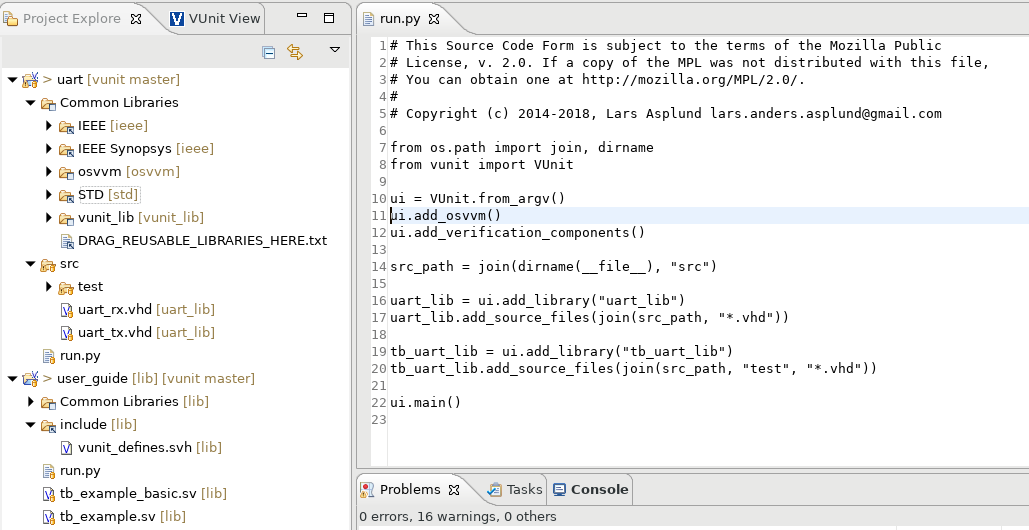 Project Explore
VUnit View
> uart [vunit master]
Common Libraries
IEEE [ieee]
IEEE Synopsys [ieee]
osvvm [osvvm]
STD [std]
vunit_lib [vunit_lib]
DRAG_REUSABLE_LIBRARIES_HERE.txt
src
test
uart_rx.vhd [uart_lib]
uart_tx.vhd [uart_lib]
run.py
> user_guide [lib] [vunit master]
Common Libraries [lib]
include [lib]
vunit_defines.svh [lib]
run.py
tb_example_basic.sv [lib]
tb_example.sv [lib]
run.py
1 # This Source Code Form is subject to the terms of the Mozilla Public
2 # License, v. 2.0. If a copy of the MPL was not distributed with this file,
3 # You can obtain one at http://mozilla.org/MPL/2.0/.
4 #
5 # Copyright (c) 2014-2018, Lars Asplund lars.anders.asplund@gmail.com
6
7 from os.path import join, dirname
8 from vunit import VUnit
9
10 ui = VUnit.from_argv()
11 ui.add_osvvm()
12 ui.add_verification_components()
13
14 src_path = join(dirname(__file__), "src")
15
16 uart_lib = ui.add_library("uart_lib")
17 uart_lib.add_source_files(join(src_path, "*.vhd"))
18
19 tb_uart_lib = ui.add_library("tb_uart_lib")
20 tb_uart_lib.add_source_files(join(src_path, "test", "*.vhd"))
21
22 ui.main()
23
Problems
Tasks
Console
0 errors, 16 warnings, 0 others